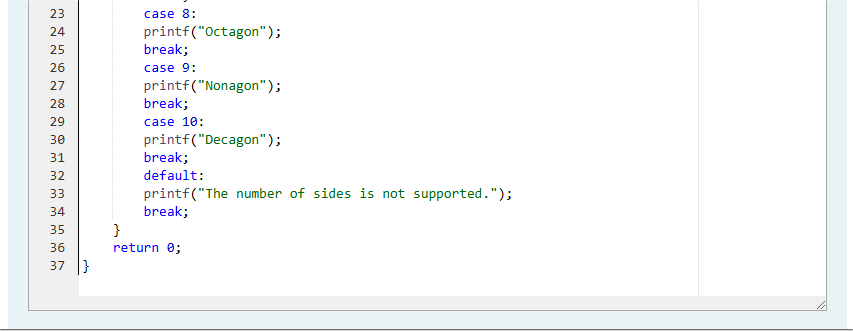 23 case 8:
24 printf("Octagon");
25 break;
26 case 9:
27 printf("Nonagon");
28 break;
29 case 10:
30 printf("Decagon");
31 break;
32 default:
33 printf("The number of sides is not supported.");
34 break;
35 }
36 return 0;
37 }